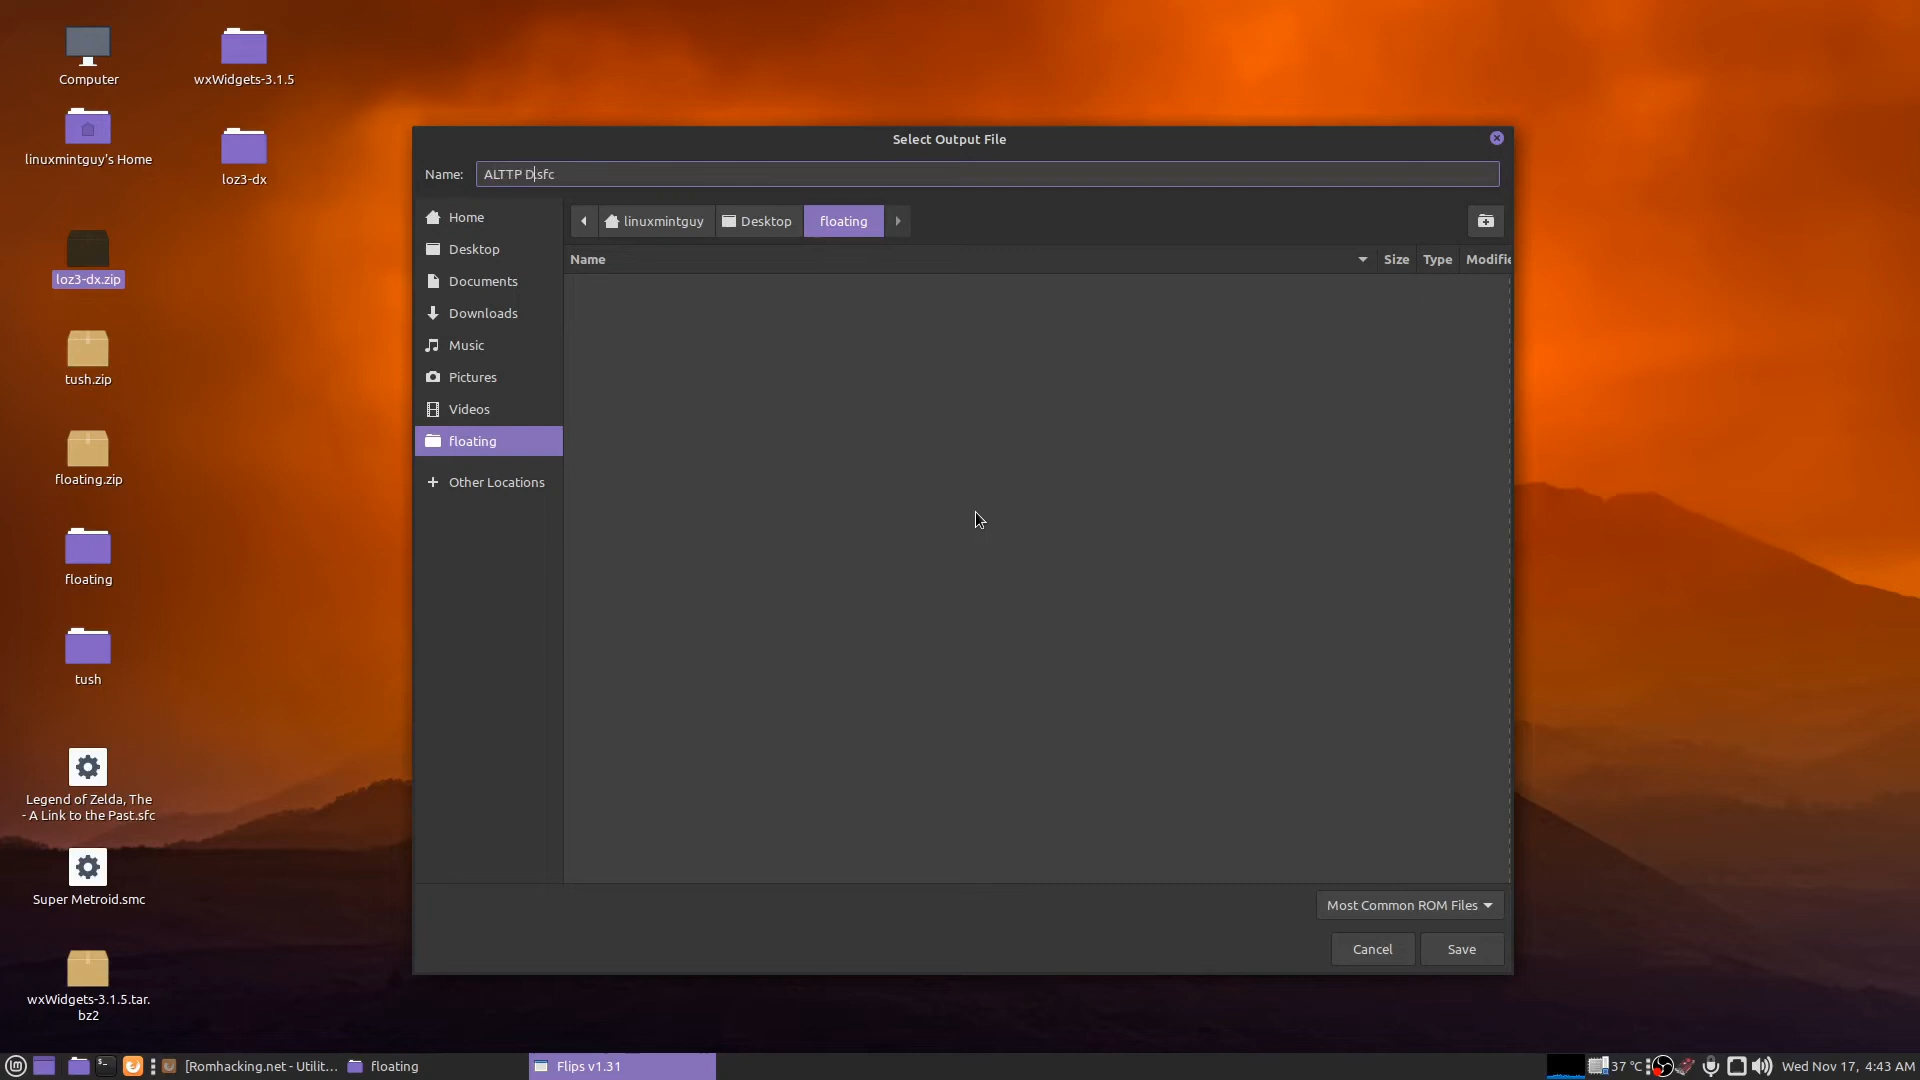 Computer
wxWidgets-3.1.5
linuxmintguy's Home
loz3-dx
loz3-dx.zip
tush.zip
floating.zip
floating
tush
Legend of Zelda, The
- A Link to the Past.sfc
Super Metroid.smc
wxWidgets-3.1.5.tar.
bz2
Select Output File
Name: ALTTP D.sfc
Home
Desktop
Documents
Downloads
Music
Pictures
Videos
floating
Other Locations
linuxmintguy Desktop floating
Name Size Type Modifie
Most Common ROM Files
Cancel Save
[Romhacking.net - Utilit... floating Flips v1.31 37 °C Wed Nov 17, 4:43 AM